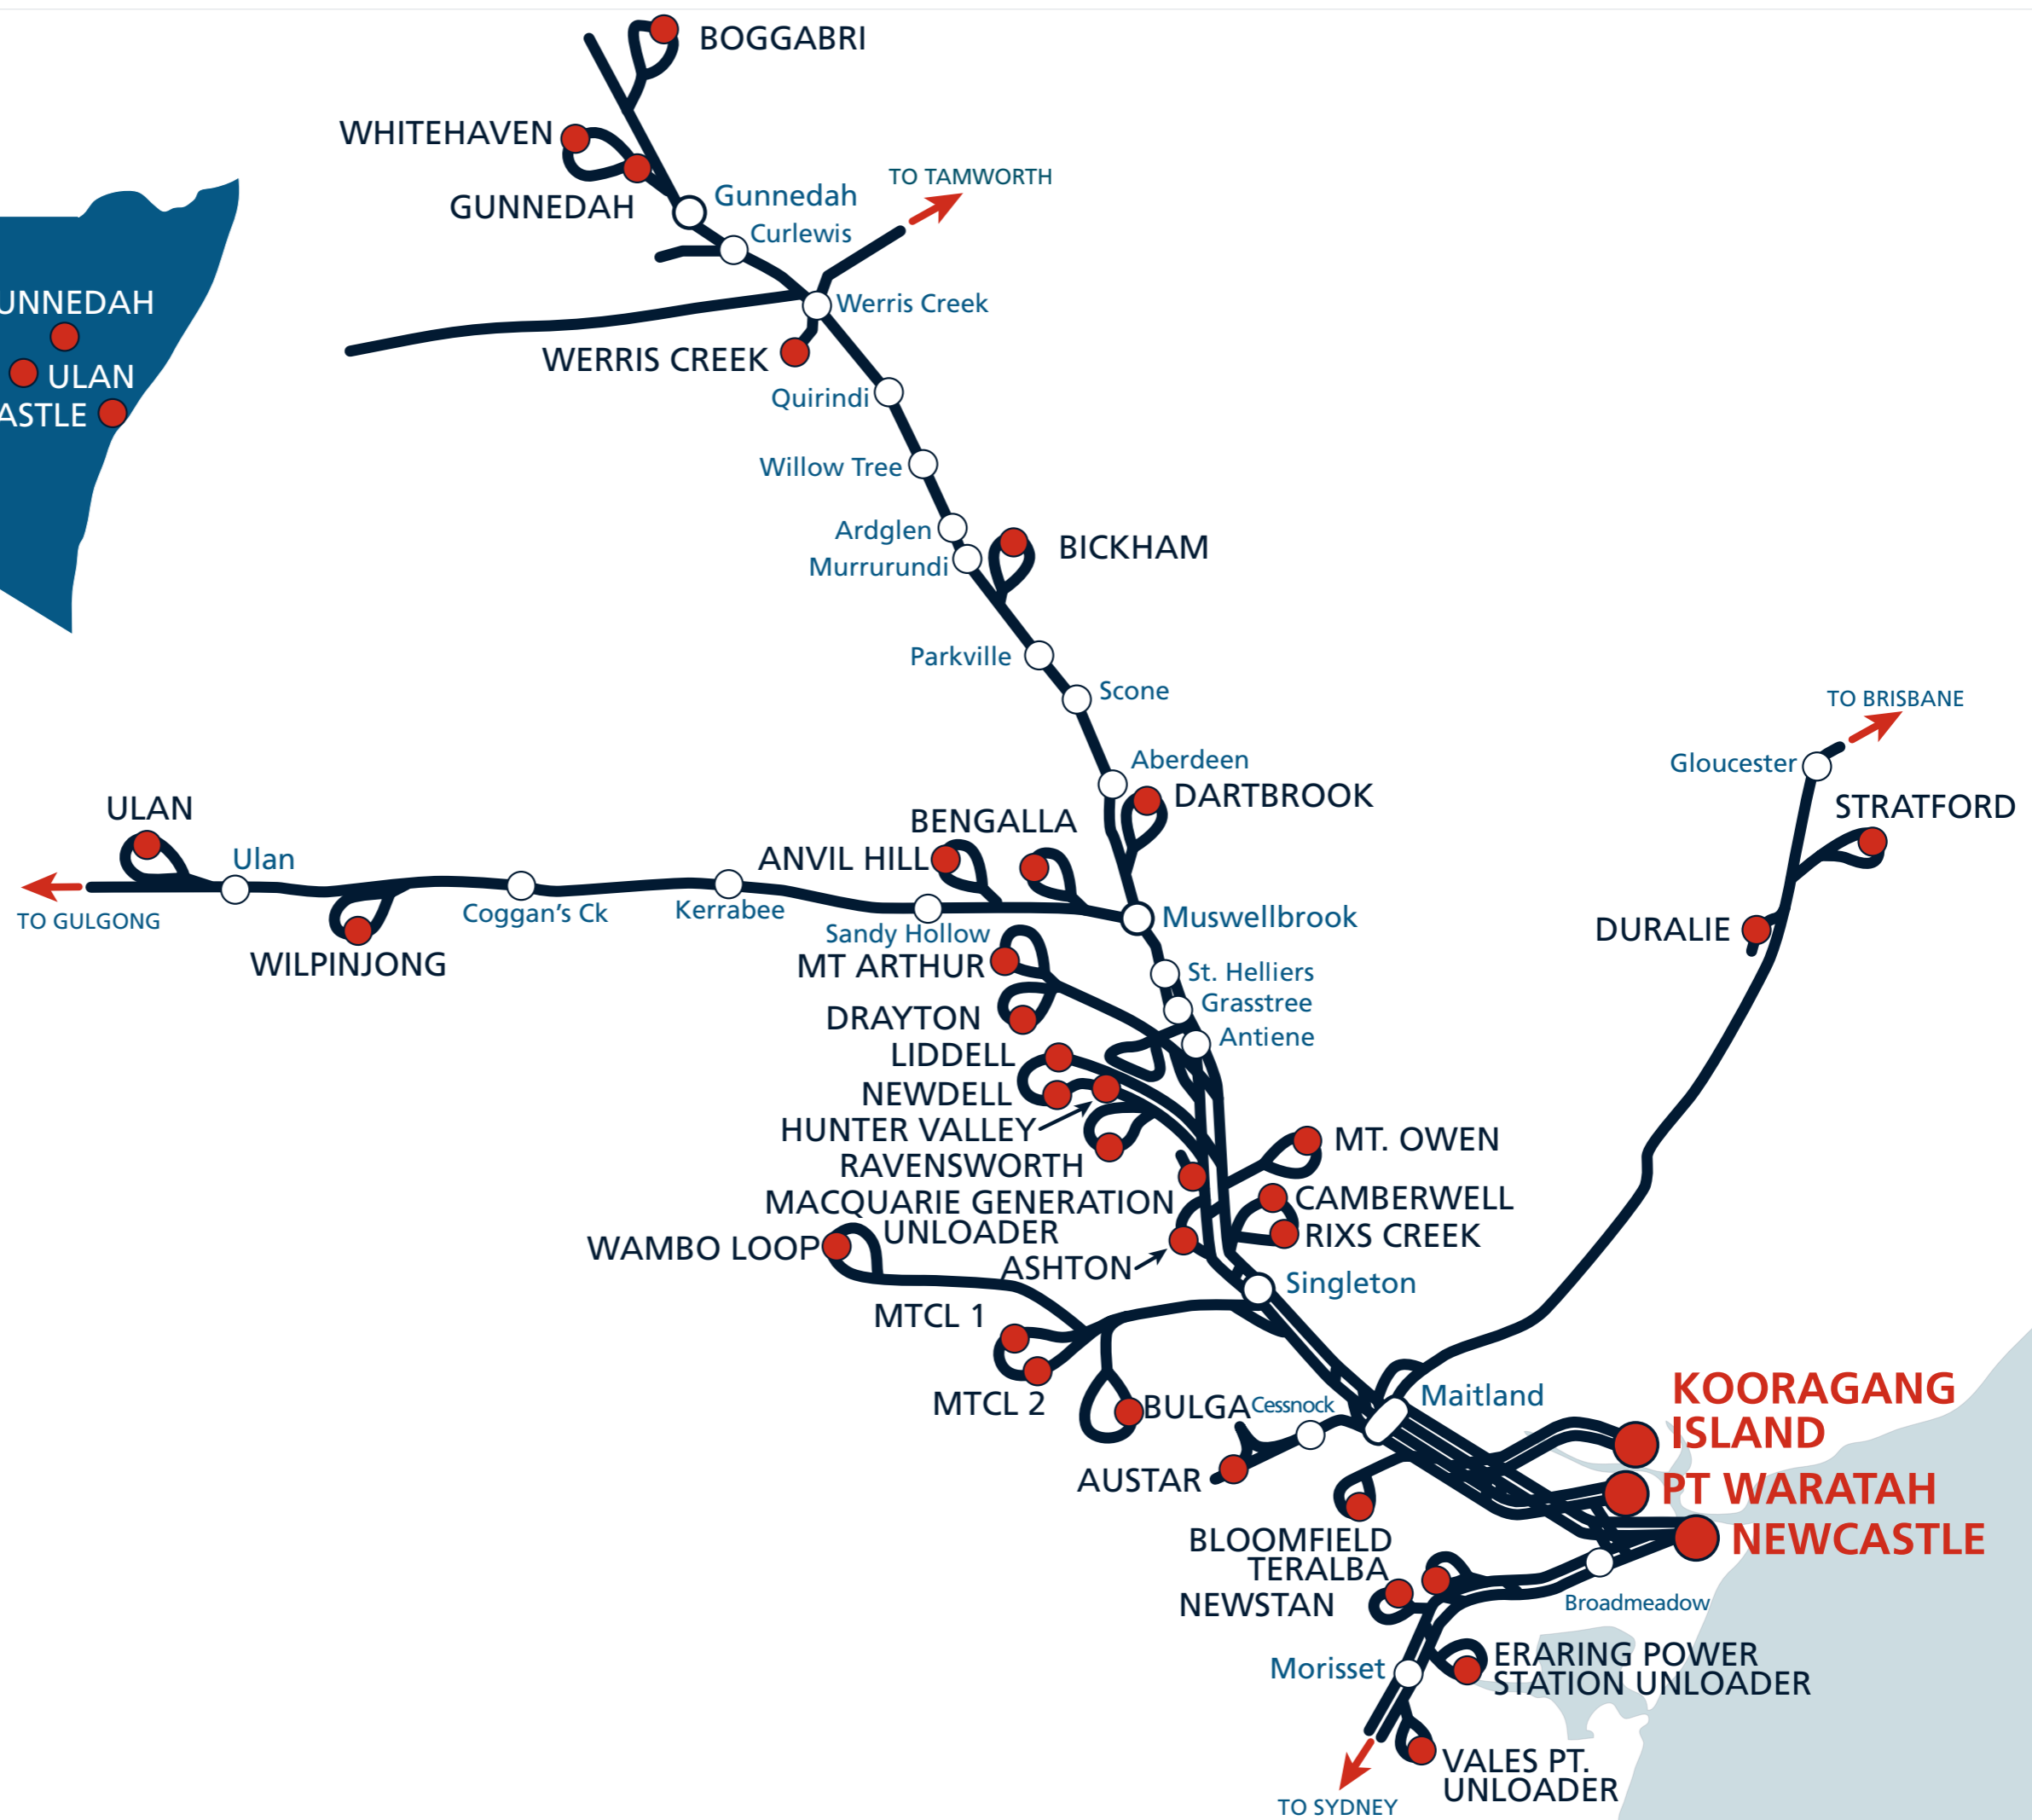 BOGGABRI
WHITEHAVEN
TO TAMWORTH
Gunnedah
GUNNEDAH
Curlewis
UNNEDAH
Werris Creek
WERRIS CREEK
ULAN
Quirindi
ASTLE
Willow Tree
Ardglen
BICKHAM
Murrurundi
Parkville
Scone
TO BRISBANE
Aberdeen
Gloucester
DARTBROOK
STRATFORD
ULAN
BENGALLA
ANVIL HILL
Ulan
TO GULGONG
Coggan's Ck
Kerrabee
Muswellbrook
DURALIE
Sandy Hollow
WILPINJONG
MT ARTHUR
St. Helliers
Grasstree
DRAYTON
Antiene
LIDDELL
NEWDELL
HUNTER VALLEY
MT. OWEN
RAVENSWORTH
MACQUARIE GENERATION
UNLOADER
CAMBERWELL
RIXS CREEK
WAMBO LOOP
ASHTON
Singleton
MTCL 1
MTCL 2
BULGA
Cessnock
Maitland
KOORAGANG
ISLAND
AUSTAR
PT WARATAH
BLOOMFIELD
NEWCASTLE
TERALBA
NEWSTAN
Broadmeadow
Morisset
ERARING POWER
STATION UNLOADER
VALES PT.
UNLOADER
TO SYDNEY